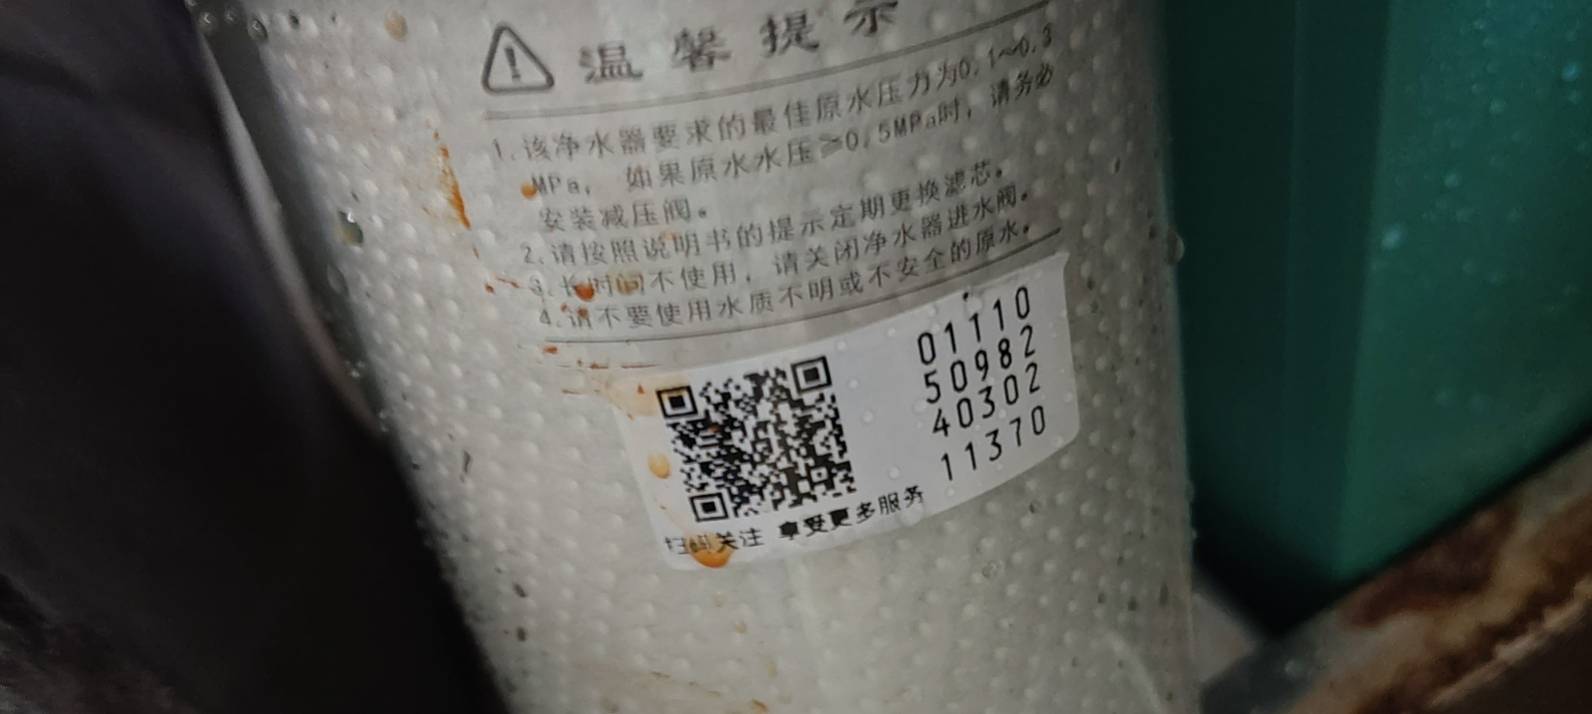 温馨提示
1.该净水器要求的最佳原水压力为0.1~0.3
MPa, 如果原水水压≥0.5MPa时, 请务必
安装减压阀。
2.请按照说明书的提示定期更换滤芯。
3.长时间不使用, 请关闭净水器进水阀。
4.请不要使用水质不明或不安全的原水。
01110
50982
40302
11370
扫码关注 享受更多服务